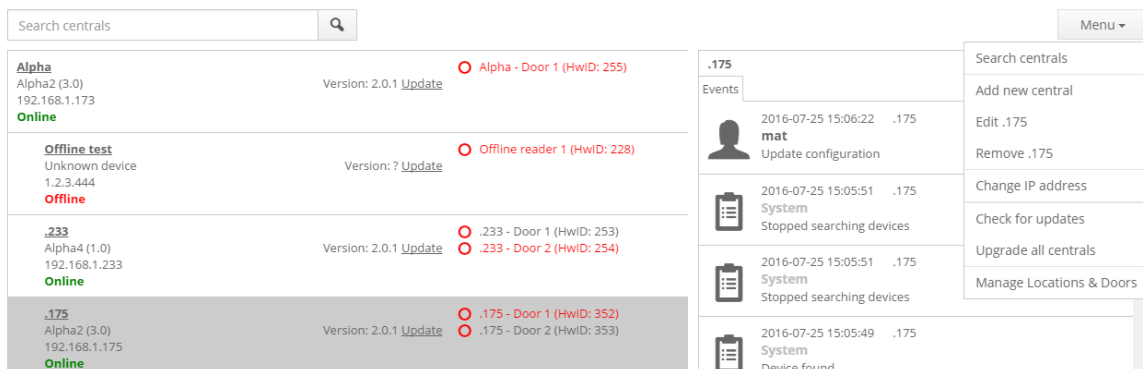 Search centrals
Menu
Alpha
Alpha2 (3.0)
192.168.1.173
Online
Version: 2.0.1 Update
Alpha - Door 1 (HwID: 255)
Offline test
Unknown device
1.2.3.444
Offline
Version: ? Update
Offline reader 1 (HwID: 228)
.233
Alpha4 (1.0)
192.168.1.233
Online
Version: 2.0.1 Update
.233 - Door 1 (HwID: 253)
.233 - Door 2 (HwID: 254)
.175
Alpha2 (3.0)
192.168.1.175
Online
Version: 2.0.1 Update
.175 - Door 1 (HwID: 352)
.175 - Door 2 (HwID: 353)
.175
Events
2016-07-25 15:06:22 .175
mat
Update configuration
2016-07-25 15:05:51 .175
System
Stopped searching devices
2016-07-25 15:05:51 .175
System
Stopped searching devices
2016-07-25 15:05:49 .175
System
Device found
Search centrals
Add new central
Edit .175
Remove .175
Change IP address
Check for updates
Upgrade all centrals
Manage Locations & Doors